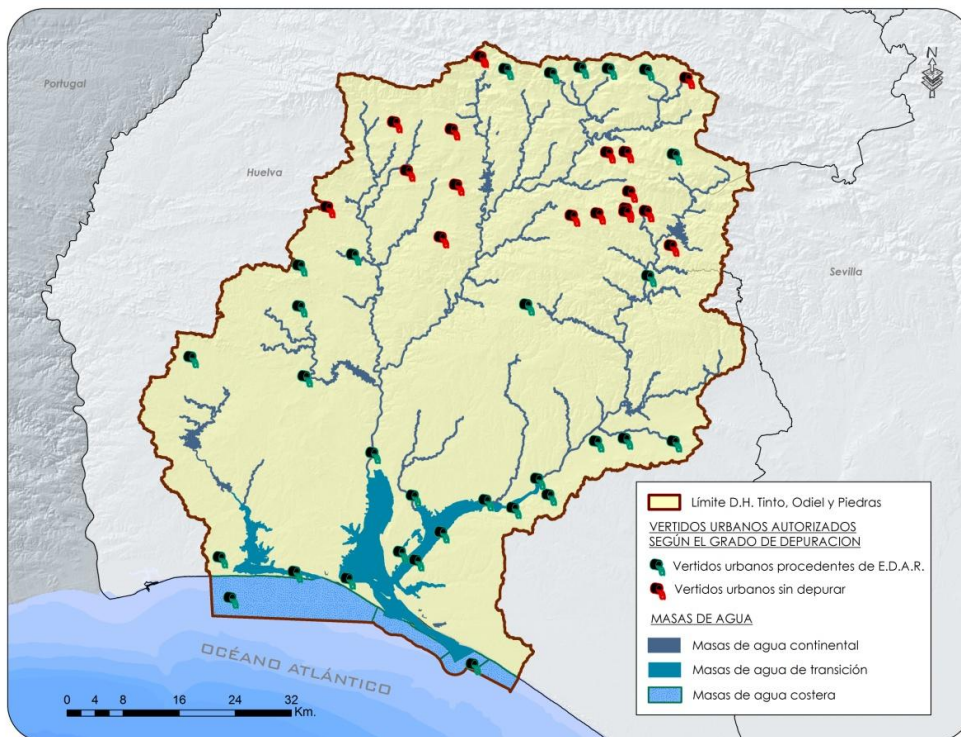 Portugal
N
Huelva
Sevilla
OCÉANO ATLÁNTICO
0 4 8 16 24 32
Km.
Límite D.H. Tinto, Odiel y Piedras
VERTIDOS URBANOS AUTORIZADOS
SEGÚN EL GRADO DE DEPURACION
Vertidos urbanos procedentes de E.D.A.R.
Vertidos urbanos sin depurar
MASAS DE AGUA
Masas de agua continental
Masas de agua de transición
Masas de agua costera